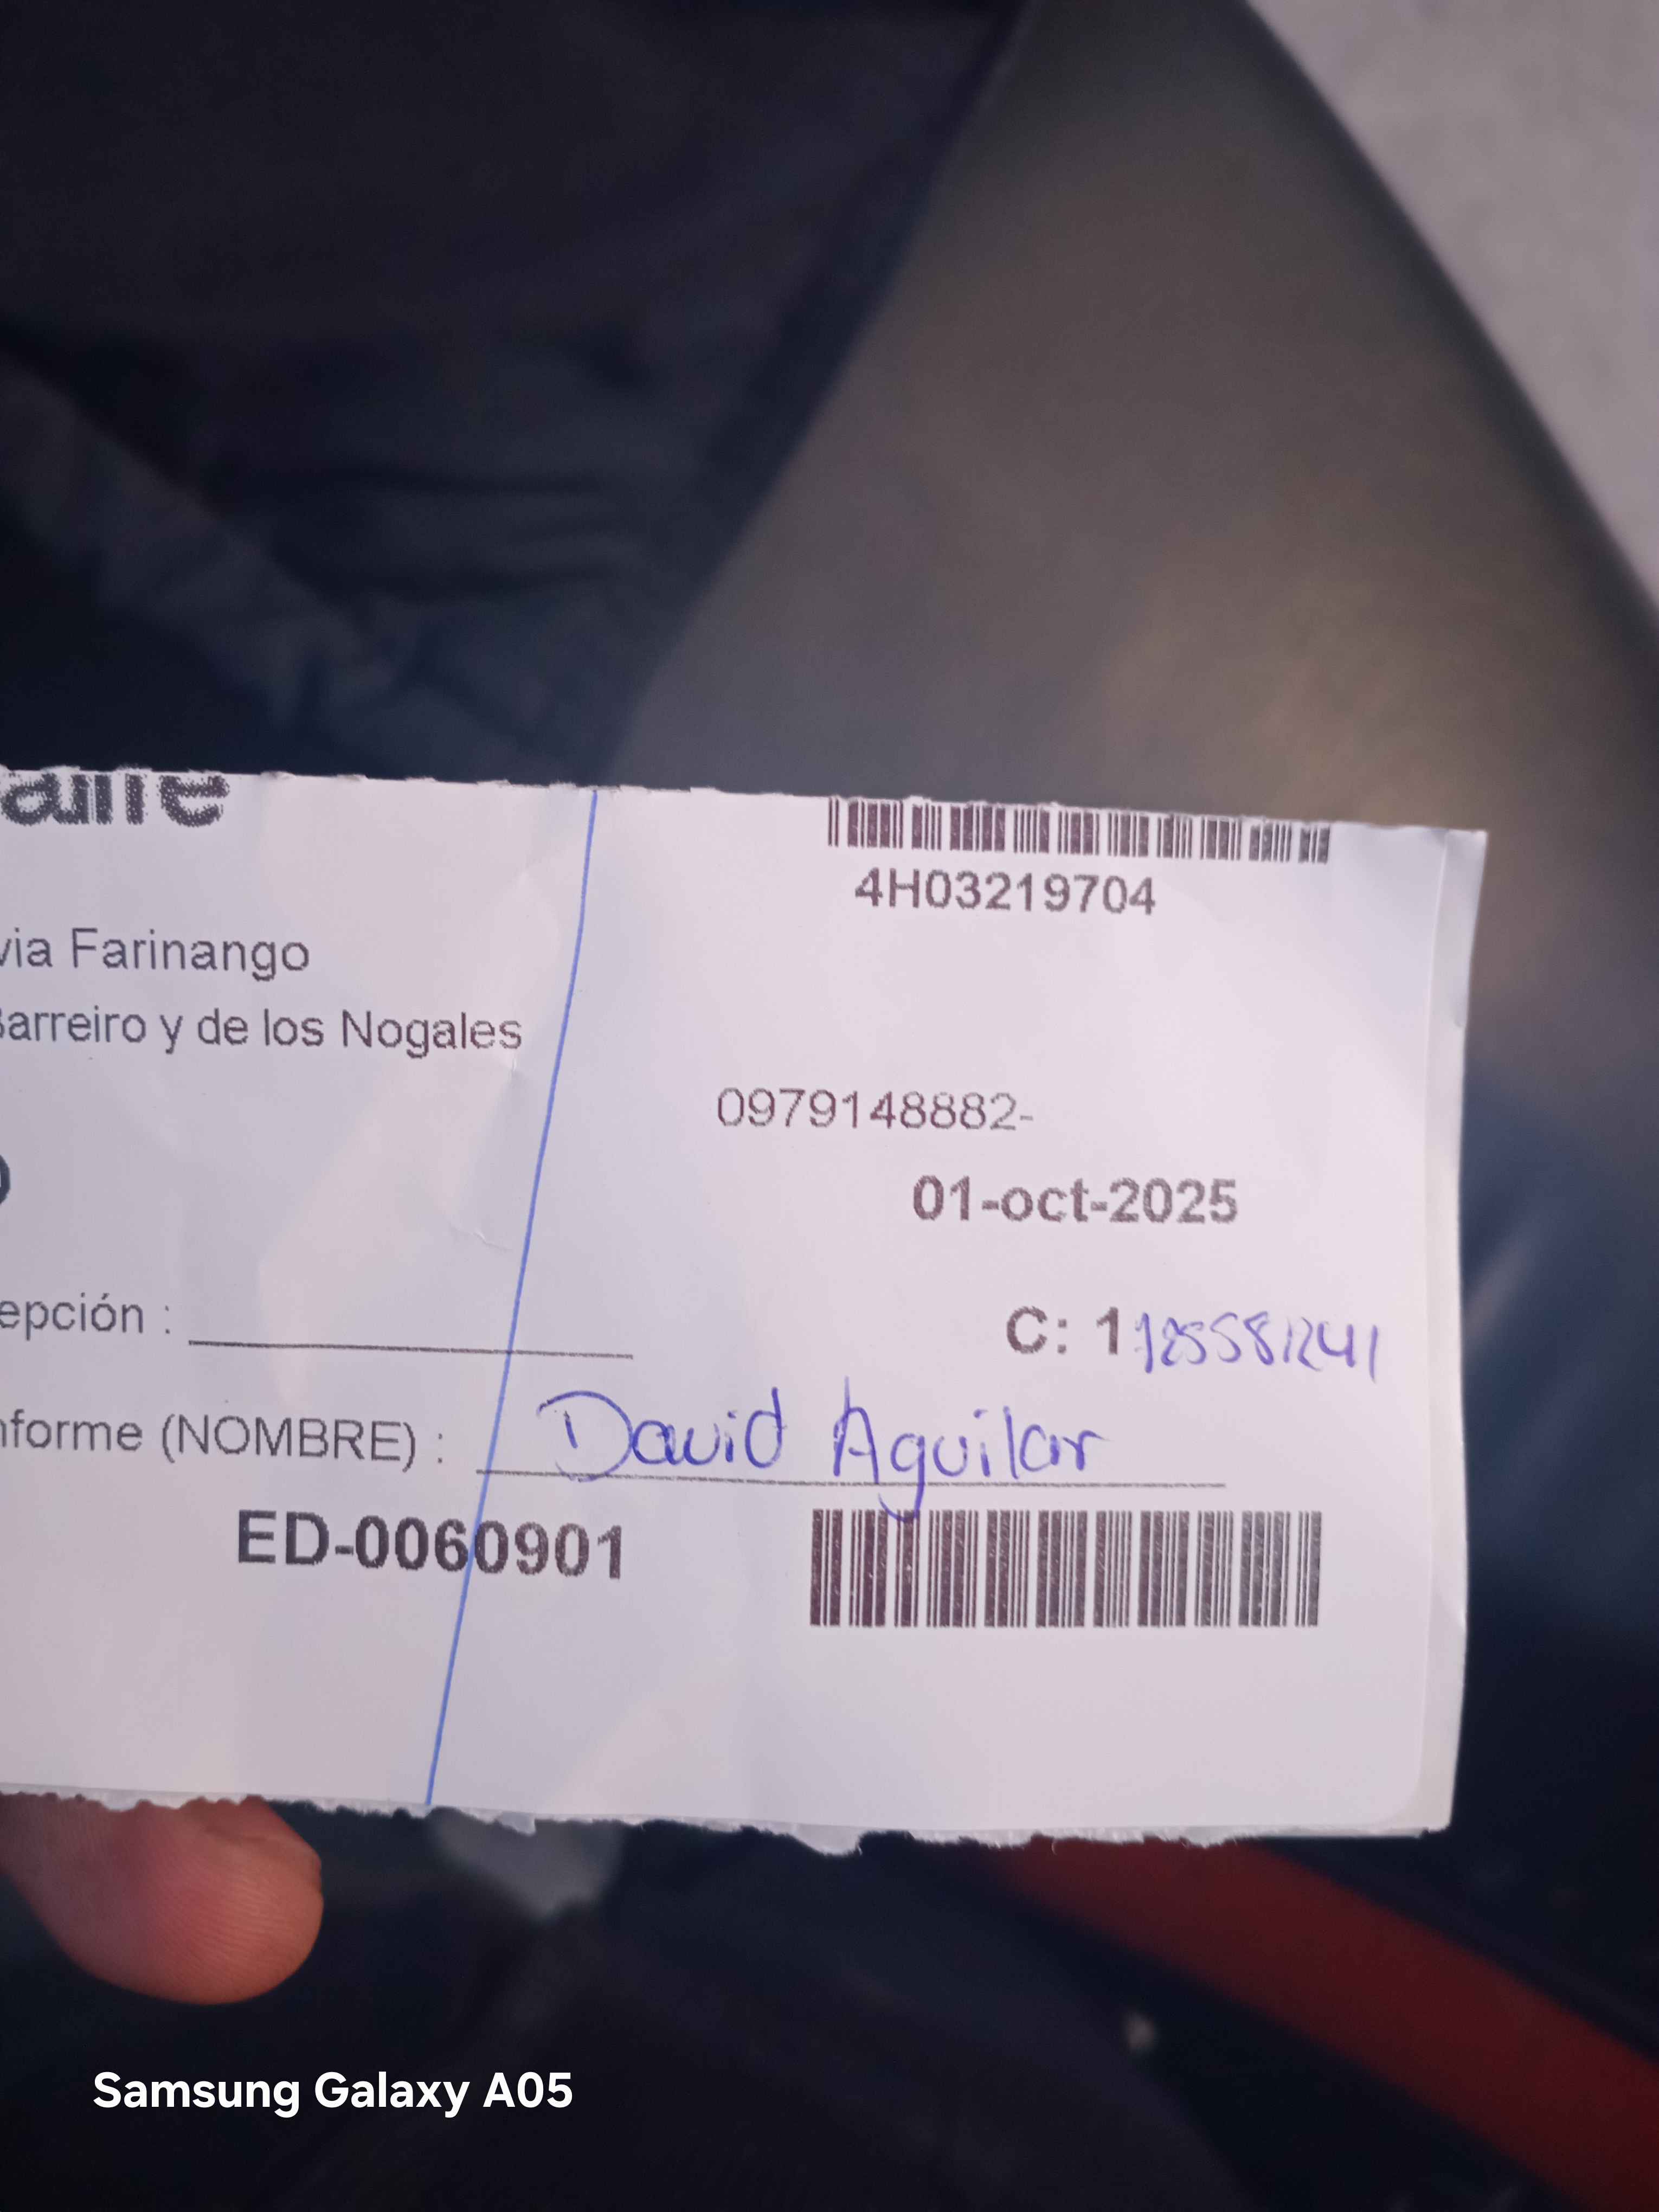 4H03219704
via Farinango
Barreiro y de los Nogales
0979148882-
01-oct-2025
epción :
C: 1
nforme (NOMBRE) : David Aguilar
ED-0060901
Samsung Galaxy A05